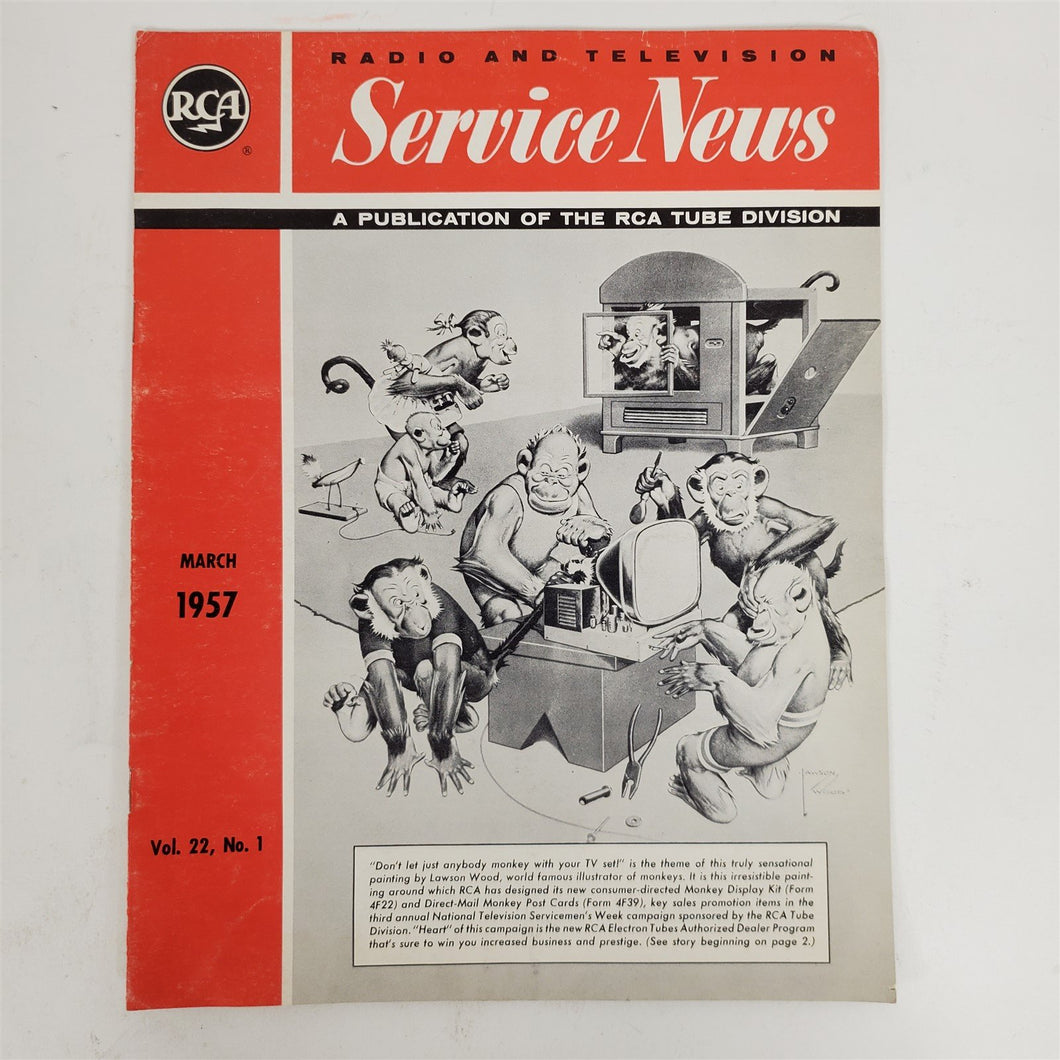 RADIO AND TELEVISION
RCA
®
Service News
A PUBLICATION OF THE RCA TUBE DIVISION
MARCH
1957
Vol. 22, No. 1
LAWSON
WOOD
"Don't let just anybody monkey with your TV set!" is the theme of this truly sensational
painting by Lawson Wood, world famous illustrator of monkeys. It is this irresistible paint-
ing around which RCA has designed its new consumer-directed Monkey Display Kit (Form
4F22) and Direct-Mail Monkey Post Cards (Form 4F39), key sales promotion items in the
third annual National Television Servicemen's Week campaign sponsored by the RCA Tube
Division. "Heart" of this campaign is the new RCA Electron Tubes Authorized Dealer Program
that's sure to win you increased business and prestige. (See story beginning on page 2.)